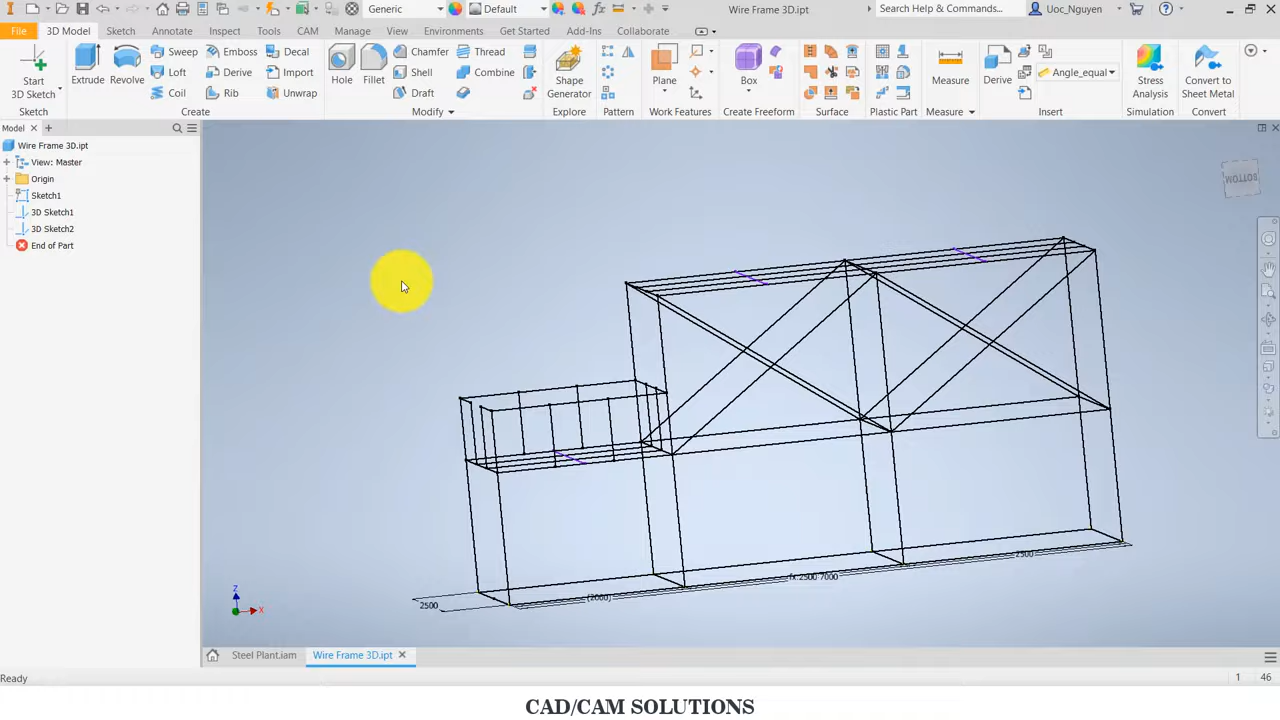 Generic
Default
Wire Frame 3D.ipt
Search Help & Commands...
Uoc_Nguyen
File
3D Model
Sketch
Annotate
Inspect
Tools
CAM
Manage
View
Environments
Get Started
Add-Ins
Collaborate
Start
3D Sketch
Sketch
Extrude
Revolve
Sweep
Emboss
Decal
Loft
Derive
Import
Coil
Rib
Unwrap
Create
Hole
Fillet
Chamfer
Thread
Shell
Combine
Draft
Modify
Shape
Generator
Explore
Pattern
Plane
Work Features
Box
Create Freeform
Surface
Plastic Part
Measure
Measure
Derive
Angle_equal
Insert
Stress
Analysis
Simulation
Convert to
Sheet Metal
Convert
Model
Wire Frame 3D.ipt
View: Master
Origin
Sketch1
3D Sketch1
3D Sketch2
End of Part
BOTTOM
2500
(2000)
fx:2500 7000
2500
Z
X
Steel Plant.iam
Wire Frame 3D.ipt
Ready
1
46
CAD/CAM SOLUTIONS